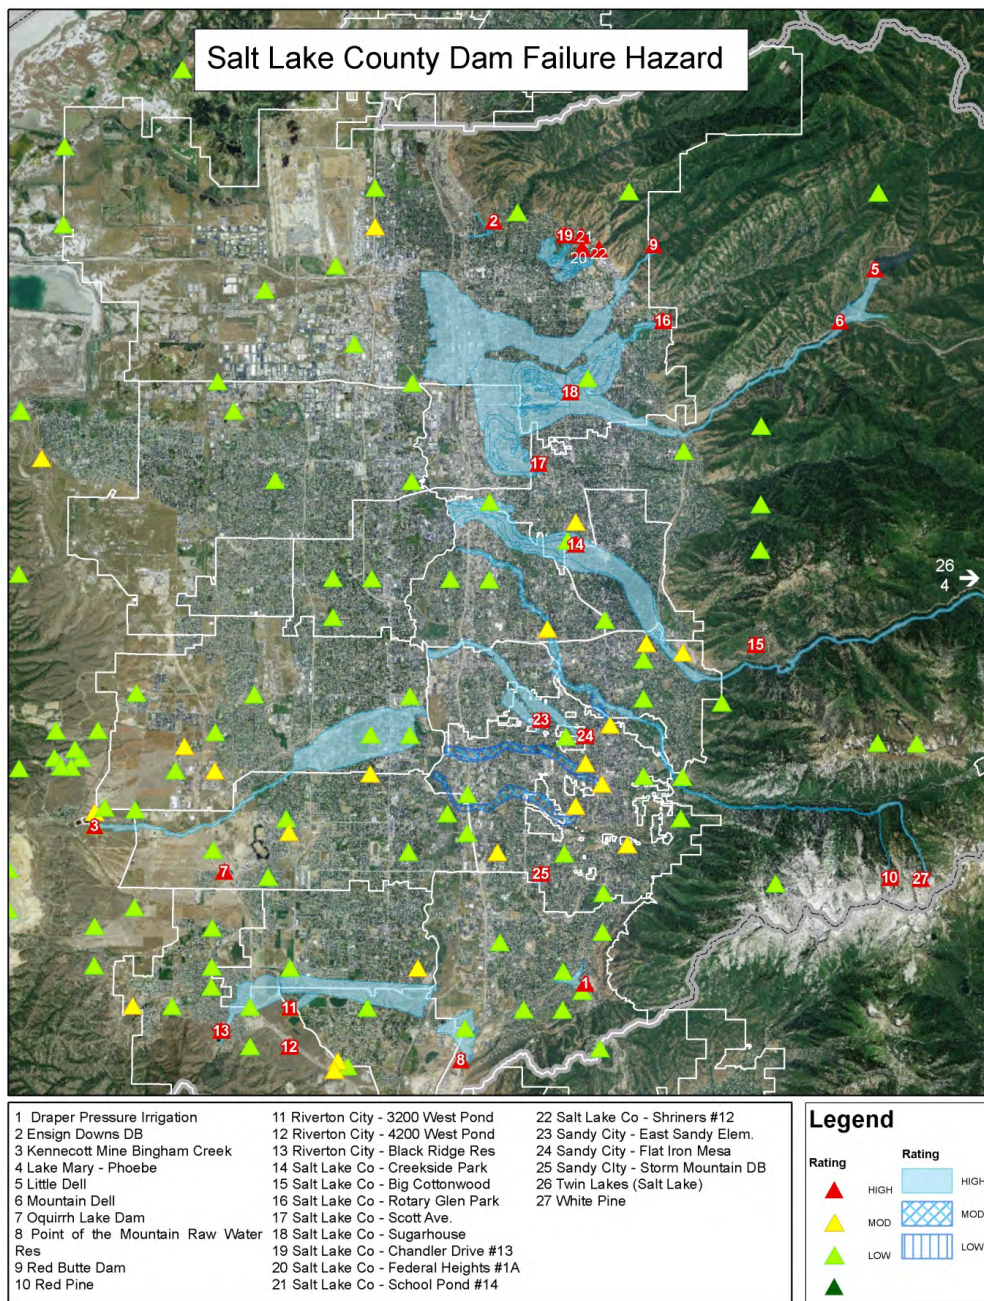 Salt Lake County Dam Failure Hazard
2
19 21
20 22
9
5
6
16
18
17
14
26
4
15
23
24
3
7
25
10 27
1
11
13
12
8
1 Draper Pressure Irrigation
2 Ensign Downs DB
3 Kennecott Mine Bingham Creek
4 Lake Mary - Phoebe
5 Little Dell
6 Mountain Dell
7 Oquirrh Lake Dam
8 Point of the Mountain Raw Water
Res
9 Red Butte Dam
10 Red Pine
11 Riverton City - 3200 West Pond
12 Riverton City - 4200 West Pond
13 Riverton City - Black Ridge Res
14 Salt Lake Co - Creekside Park
15 Salt Lake Co - Big Cottonwood
16 Salt Lake Co - Rotary Glen Park
17 Salt Lake Co - Scott Ave.
18 Salt Lake Co - Sugarhouse
19 Salt Lake Co - Chandler Drive #13
20 Salt Lake Co - Federal Heights #1A
21 Salt Lake Co - School Pond #14
22 Salt Lake Co - Shriners #12
23 Sandy City - East Sandy Elem.
24 Sandy City - Flat Iron Mesa
25 Sandy CIty - Storm Mountain DB
26 Twin Lakes (Salt Lake)
27 White Pine
Legend
Rating
HIGH
MOD
LOW
Rating
HIGH
MOD
LOW